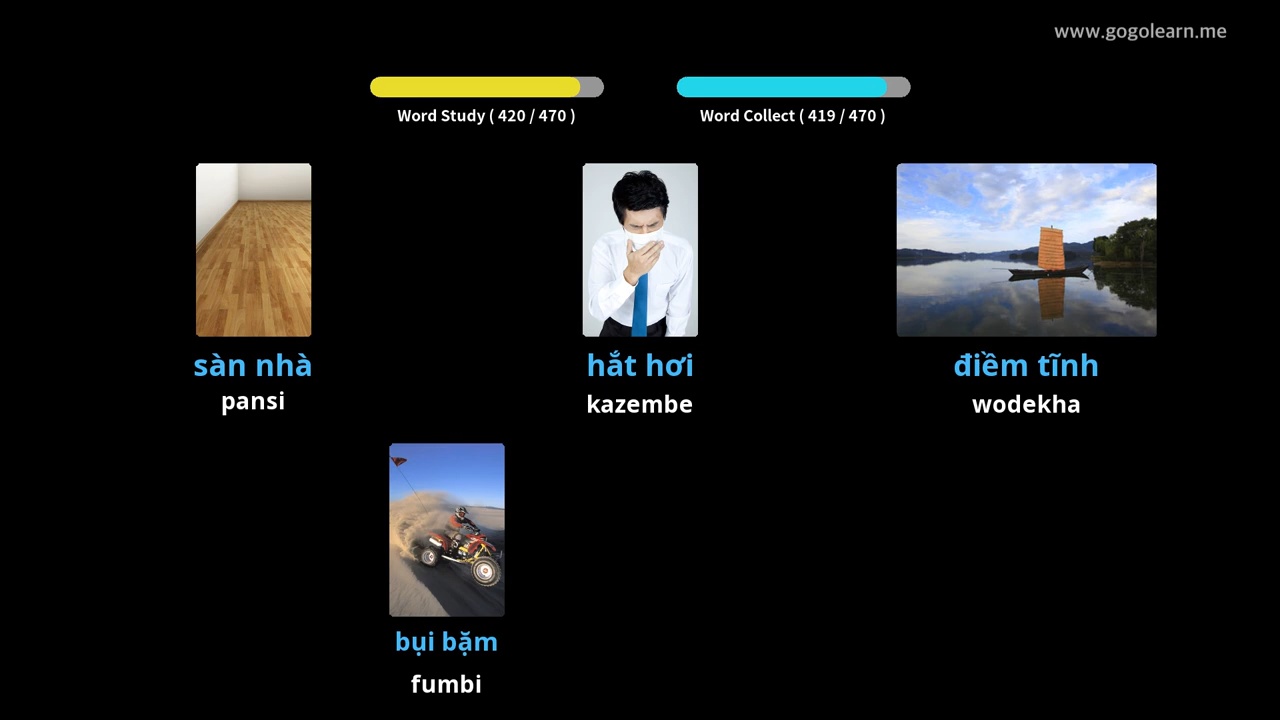 www.gogolearn.me
Word Study ( 420 / 470 )
Word Collect ( 419 / 470 )
sàn nhà
pansi
hắt hơi
kazembe
điềm tĩnh
wodekha
bụi bặm
fumbi